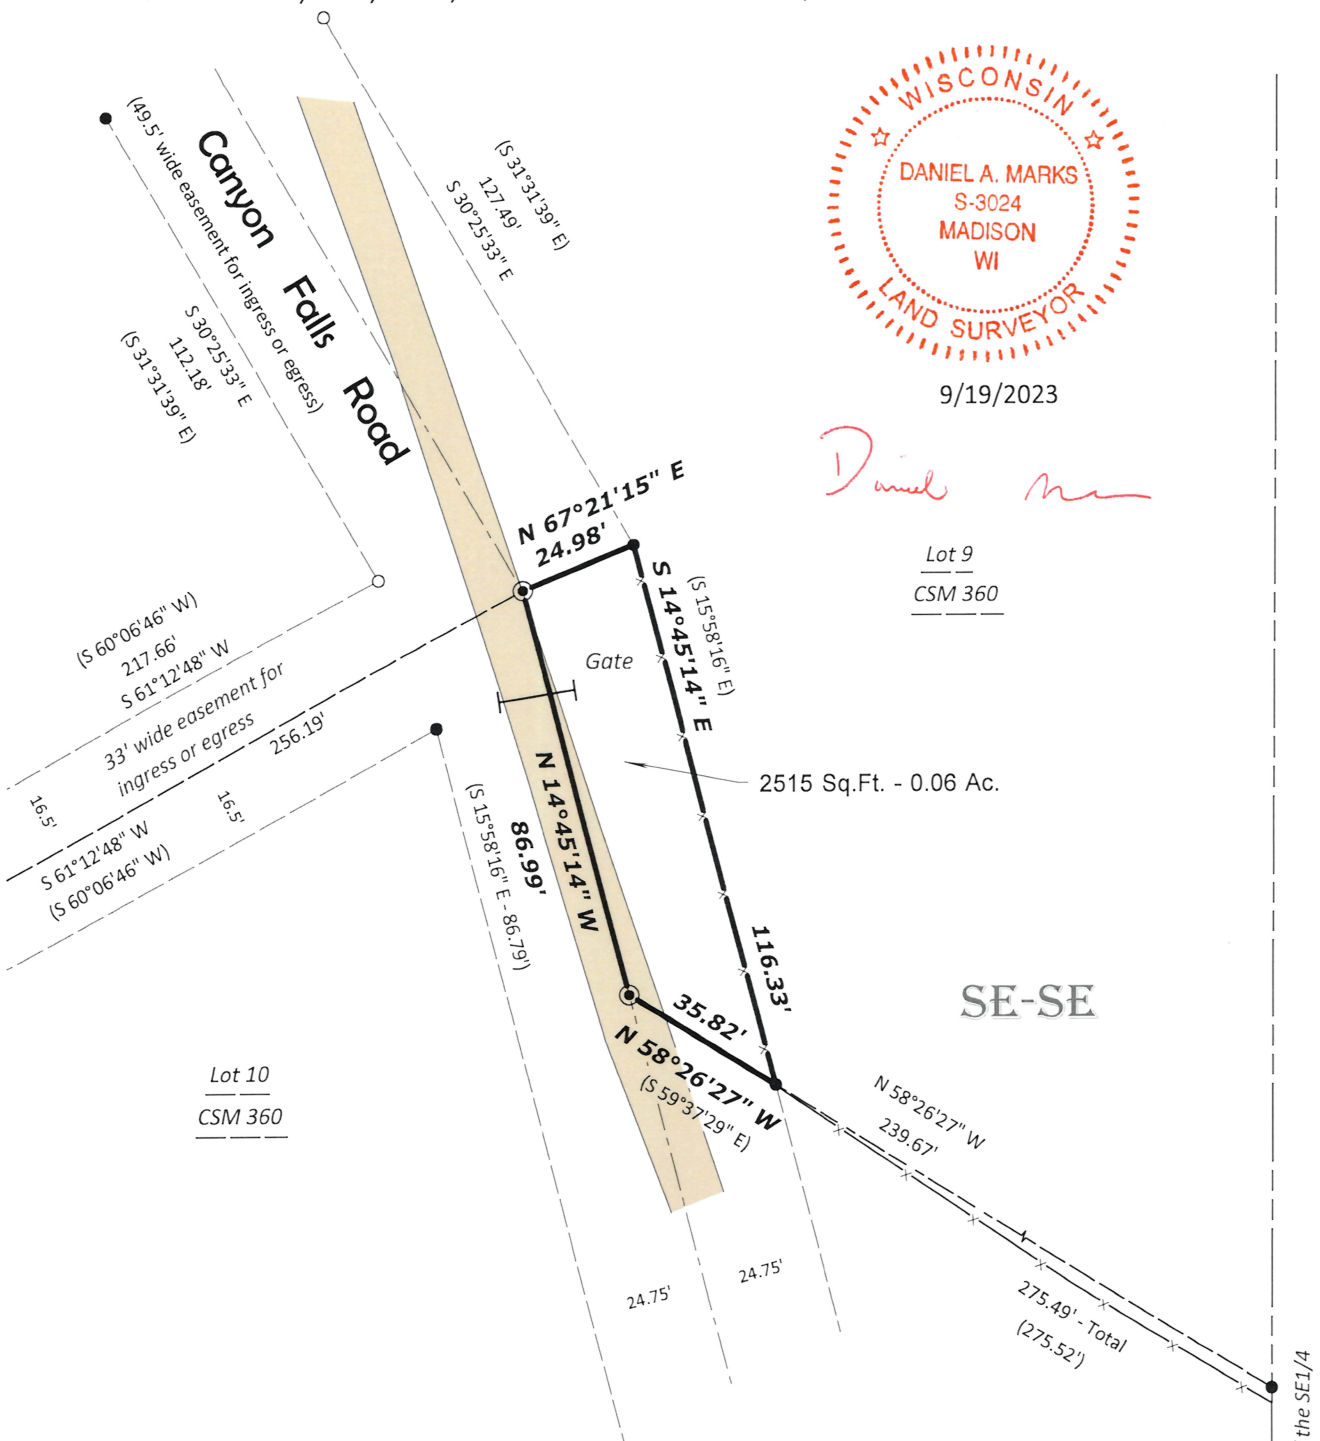 WISCONSIN
DANIEL A. MARKS
S-3024
MADISON
WI
LAND SURVEYOR
9/19/2023
Daniel
(49.5' wide easement for ingress or egress)
Canyon Falls Road
(S 31°31'39" E)
127.49'
S 30°25'33" E
S 30°25'33" E
112.18'
(S 31°31'39" E)
N 67°21'15" E
24.98'
Lot 9
CSM 360
(S 60°06'46" W)
217.66'
S 61°12'48" W
33' wide easement for
ingress or egress
256.19'
16.5'
16.5'
S 61°12'48" W
(S 60°06'46" W)
Gate
(S 15°58'16" E)
S 14°45'14" E
116.33'
2515 Sq.Ft. - 0.06 Ac.
N 14°45'14" W
86.99'
(S 15°58'16" E - 86.79')
35.82'
N 58°26'27" W
(S 59°37'29" E)
SE-SE
Lot 10
CSM 360
N 58°26'27" W
239.67'
275.49' - Total
(275.52')
24.75'
24.75'
the SE1/4